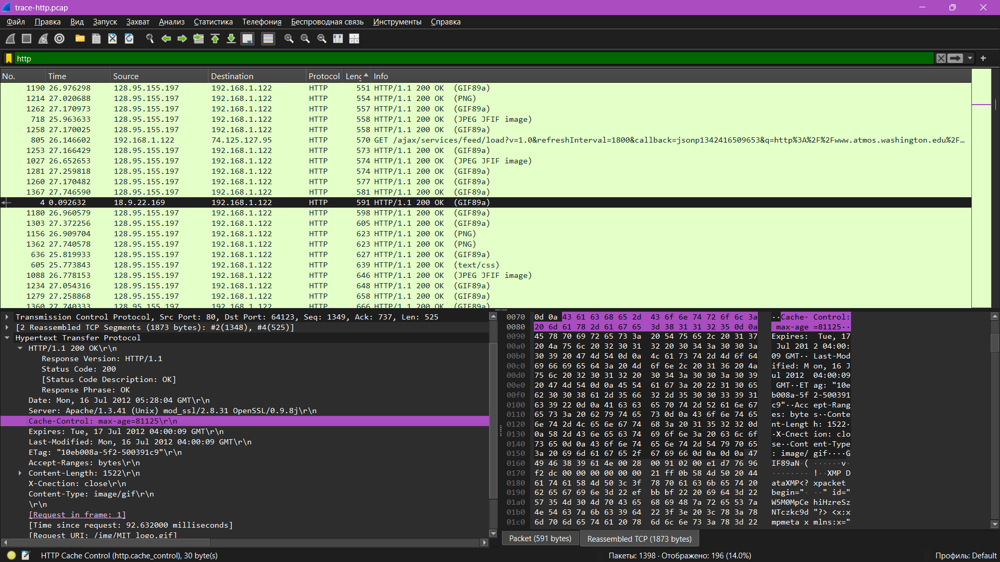 trace-http.pcap
Файл Правка Вид Запуск Захват Анализ Статистика Телефония Беспроводная связь Инструменты Справка
http
No. Time Source Destination Protocol Leng Info
1190 26.976298 128.95.155.197 192.168.1.122 HTTP 551 HTTP/1.1 200 OK (GIF89a)
1214 27.020688 128.95.155.197 192.168.1.122 HTTP 554 HTTP/1.1 200 OK (PNG)
1262 27.170973 128.95.155.197 192.168.1.122 HTTP 557 HTTP/1.1 200 OK (GIF89a)
718 25.963633 128.95.155.197 192.168.1.122 HTTP 558 HTTP/1.1 200 OK (JPEG JFIF image)
1258 27.170025 128.95.155.197 192.168.1.122 HTTP 558 HTTP/1.1 200 OK (GIF89a)
805 26.146602 192.168.1.122 74.125.127.95 HTTP 570 GET /ajax/services/feed/load?v=1.0&refreshInterval=1800&callback=jsonp1342416509653&q=http%3A%2F%2Fwww.atmos.washington.edu%2F…
1253 27.166429 128.95.155.197 192.168.1.122 HTTP 573 HTTP/1.1 200 OK (GIF89a)
1027 26.652653 128.95.155.197 192.168.1.122 HTTP 574 HTTP/1.1 200 OK (JPEG JFIF image)
1281 27.259818 128.95.155.197 192.168.1.122 HTTP 574 HTTP/1.1 200 OK (GIF89a)
1260 27.170482 128.95.155.197 192.168.1.122 HTTP 577 HTTP/1.1 200 OK (GIF89a)
1367 27.746590 128.95.155.197 192.168.1.122 HTTP 581 HTTP/1.1 200 OK (GIF89a)
4 0.092632 18.9.22.169 192.168.1.122 HTTP 591 HTTP/1.1 200 OK (GIF89a)
1180 26.960579 128.95.155.197 192.168.1.122 HTTP 598 HTTP/1.1 200 OK (GIF89a)
1303 27.372256 128.95.155.197 192.168.1.122 HTTP 605 HTTP/1.1 200 OK (GIF89a)
1156 26.909704 128.95.155.197 192.168.1.122 HTTP 623 HTTP/1.1 200 OK (PNG)
1362 27.740578 128.95.155.197 192.168.1.122 HTTP 623 HTTP/1.1 200 OK (PNG)
636 25.819933 128.95.155.197 192.168.1.122 HTTP 627 HTTP/1.1 200 OK (GIF89a)
605 25.773843 128.95.155.197 192.168.1.122 HTTP 639 HTTP/1.1 200 OK (text/css)
1088 26.778153 128.95.155.197 192.168.1.122 HTTP 646 HTTP/1.1 200 OK (JPEG JFIF image)
1234 27.054316 128.95.155.197 192.168.1.122 HTTP 648 HTTP/1.1 200 OK (GIF89a)
1279 27.258868 128.95.155.197 192.168.1.122 HTTP 658 HTTP/1.1 200 OK (GIF89a)
1360 27.740333 128.95.155.197 192.168.1.122 HTTP 666 HTTP/1.1 200 OK (GIF89a)
Transmission Control Protocol, Src Port: 80, Dst Port: 64123, Seq: 1349, Ack: 737, Len: 525
[2 Reassembled TCP Segments (1873 bytes): #2(1348), #4(525)]
Hypertext Transfer Protocol
HTTP/1.1 200 OK\r\n
Response Version: HTTP/1.1
Status Code: 200
[Status Code Description: OK]
Response Phrase: OK
Date: Mon, 16 Jul 2012 05:28:04 GMT\r\n
Server: Apache/1.3.41 (Unix) mod_ssl/2.8.31 OpenSSL/0.9.8j\r\n
Cache-Control: max-age=81125\r\n
Expires: Tue, 17 Jul 2012 04:00:09 GMT\r\n
Last-Modified: Mon, 16 Jul 2012 04:00:09 GMT\r\n
ETag: "10eb008a-5f2-500391c9"\r\n
Accept-Ranges: bytes\r\n
Content-Length: 1522\r\n
X-Cnection: close\r\n
Content-Type: image/gif\r\n
\r\n
[Request in frame: 1]
[Time since request: 92.632000 milliseconds]
[Request URI: /img/MIT_logo.gif]
0070 0d 0a 43 61 63 68 65 2d 43 6f 6e 74 72 6f 6c 3a ··Cache- Control:
0080 20 6d 61 78 2d 61 67 65 3d 38 31 31 32 35 0d 0a max-age =81125··
0090 45 78 70 69 72 65 73 3a 20 54 75 65 2c 20 31 37 Expires: Tue, 17
00a0 20 4a 75 6c 20 32 30 31 32 20 30 34 3a 30 30 3a Jul 201 2 04:00:
00b0 30 39 20 47 4d 54 0d 0a 4c 61 73 74 2d 4d 6f 64 09 GMT·· Last-Mod
00c0 69 66 69 65 64 3a 20 4d 6f 6e 2c 20 31 36 20 4a ified: M on, 16 J
00d0 75 6c 20 32 30 31 32 20 30 34 3a 30 30 3a 30 39 ul 2012 04:00:09
00e0 20 47 4d 54 0d 0a 45 54 61 67 3a 20 22 31 30 65 GMT··ET ag: "10e
00f0 62 30 30 38 61 2d 35 66 32 2d 35 30 30 33 39 31 b008a-5f 2-500391
0100 63 39 22 0d 0a 41 63 63 65 70 74 2d 52 61 6e 67 c9"··Acc ept-Rang
0110 65 73 3a 20 62 79 74 65 73 0d 0a 43 6f 6e 74 65 es: byte s··Conte
0120 6e 74 2d 4c 65 6e 67 74 68 3a 20 31 35 32 32 0d nt-Lengt h: 1522·
0130 0a 58 2d 43 6e 65 63 74 69 6f 6e 3a 20 63 6c 6f ·X-Cnect ion: clo
0140 73 65 0d 0a 43 6f 6e 74 65 6e 74 2d 54 79 70 65 se··Cont ent-Type
0150 3a 20 69 6d 61 67 65 2f 67 69 66 0d 0a 0d 0a 47 : image/ gif····G
0160 49 46 38 39 61 4e 00 28 00 91 02 00 e1 d7 76 96 IF89aN·( ······v·
0170 f2 dc 00 00 00 00 00 00 21 ff 0b 58 4d 50 20 44 ········ !··XMP D
0180 61 74 61 58 4d 50 3c 3f 78 70 61 63 6b 65 74 20 ataXMP<? xpacket
0190 62 65 67 69 6e 3d 22 ef bb bf 22 20 69 64 3d 22 begin="· ··" id="
01a0 57 35 4d 30 4d 70 43 65 68 69 48 7a 72 65 53 7a W5M0MpCe hiHzreSz
01b0 4e 54 63 7a 6b 63 39 64 22 3f 3e 20 3c 78 3a 78 NTczkc9d "?> <x:x
01c0 6d 70 6d 65 74 61 20 78 6d 6c 6e 73 3a 78 3d 22 mpmeta x mlns:x="
Packet (591 bytes) Reassembled TCP (1873 bytes)
HTTP Cache Control (http.cache_control), 30 byte(s) Пакеты: 1398 · Отображено: 196 (14.0%) Профиль: Default